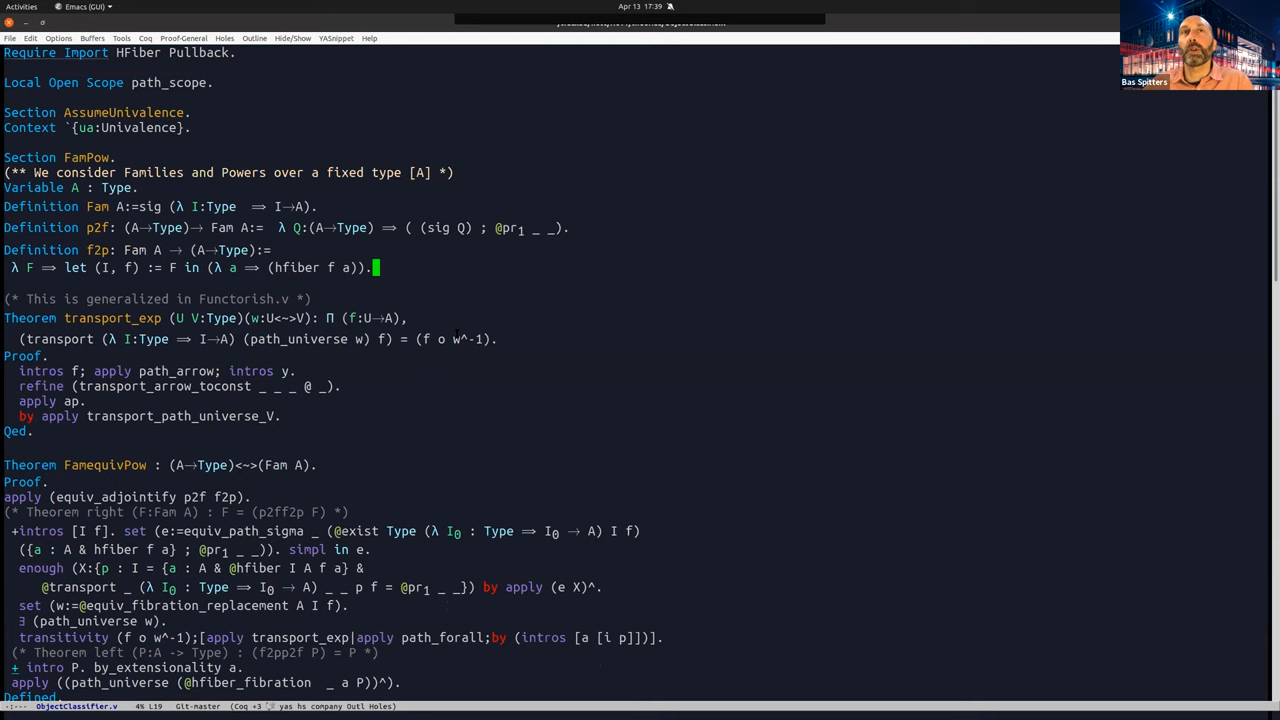 Activities
Emacs (GUI)
Apr 13 17:39
File Edit Options Buffers Tools Coq Proof-General Holes Outline Hide/Show YASnippet Help
Bas Spitters
Require Import HFiber Pullback.
Local Open Scope path_scope.
Section AssumeUnivalence.
Context `{ua:Univalence}.
Section FamPow.
(** We consider Families and Powers over a fixed type [A] *)
Variable A : Type.
Definition Fam A:=sig (λ I:Type ⇒ I→A).
Definition p2f: (A→Type)→ Fam A:= λ Q:(A→Type) ⇒ ( (sig Q) ; @pr₁ _ _).
Definition f2p: Fam A → (A→Type):=
λ F ⇒ let (I, f) := F in (λ a ⇒ (hfiber f a)).
(* This is generalized in Functorish.v *)
Theorem transport_exp (U V:Type)(w:U<~>V): Π (f:U→A),
(transport (λ I:Type ⇒ I→A) (path_universe w) f) = (f o w^-1).
Proof.
intros f; apply path_arrow; intros y.
refine (transport_arrow_toconst _ _ _ @ _).
apply ap.
by apply transport_path_universe_V.
Qed.
Theorem FamequivPow : (A→Type)<~>(Fam A).
Proof.
apply (equiv_adjointify p2f f2p).
(* Theorem right (F:Fam A) : F = (p2ff2p F) *)
+intros [I f]. set (e:=equiv_path_sigma _ (@exist Type (λ I₀ : Type ⇒ I₀ → A) I f)
({a : A & hfiber f a} ; @pr₁ _ _)). simpl in e.
enough (X:{p : I = {a : A & @hfiber I A f a} &
@transport _ (λ I₀ : Type ⇒ I₀ → A) _ _ p f = @pr₁ _ _}) by apply (e X)^.
set (w:=@equiv_fibration_replacement A I f).
∃ (path_universe w).
transitivity (f o w^-1);[apply transport_exp|apply path_forall;by (intros [a [i p]])].
(* Theorem left (P:A -> Type) : (f2pp2f P) = P *)
+ intro P. by_extensionality a.
apply ((path_universe (@hfiber_fibration _ a P))^).
Defined.
-:--- ObjectClassifier.v 4% L19 Git-master (Coq +3 yas hs company Outl Holes)